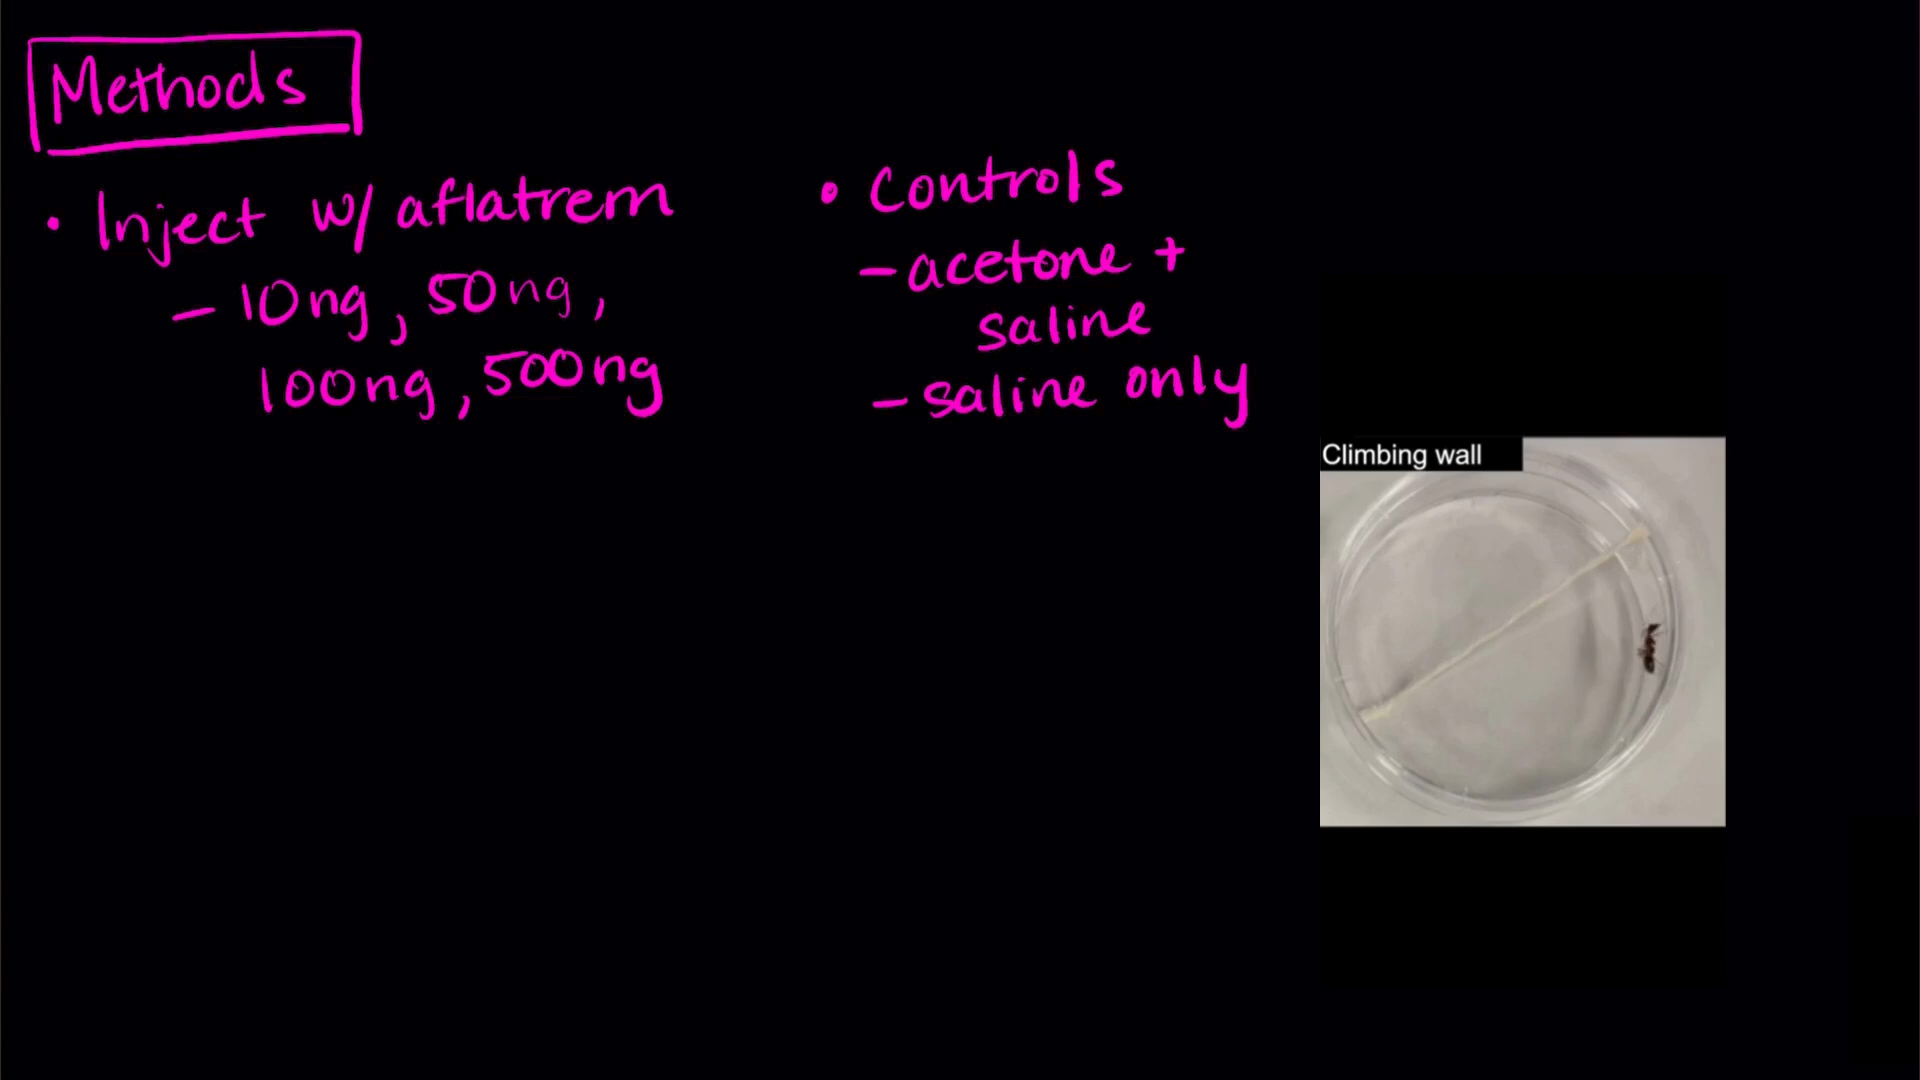 Methods
• Inject w/ aflatrem
- 10ng, 50ng,
100ng, 500ng
• Controls
- acetone +
saline
- saline only
Climbing wall